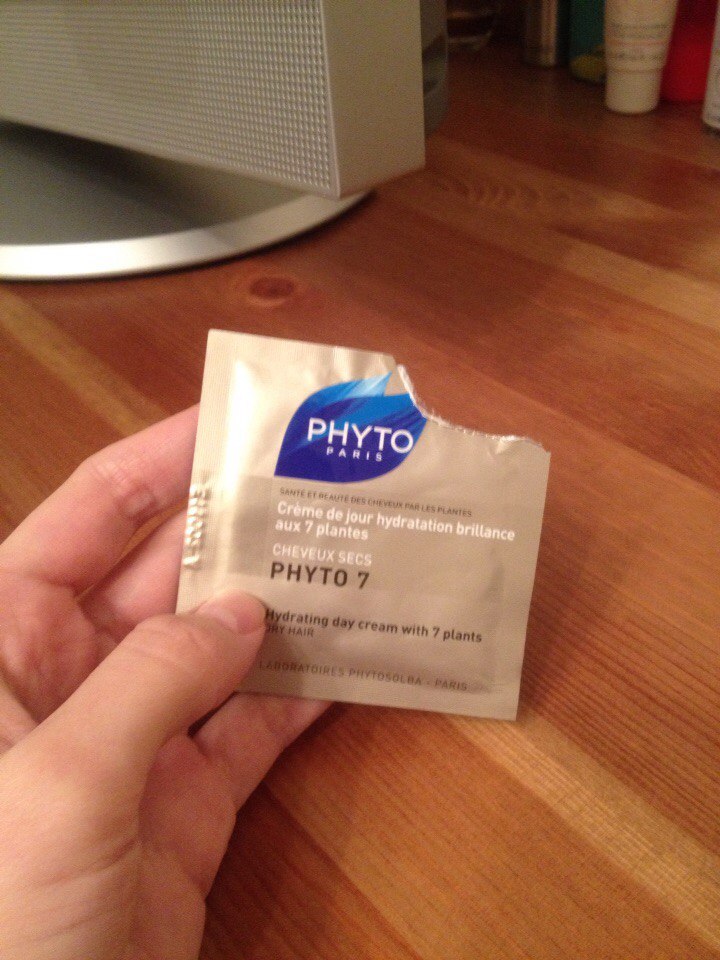 PHYTO
PARIS
SANTÉ ET BEAUTÉ DES CHEVEUX PAR LES PLANTES
Crème de jour hydratation brillance
aux 7 plantes
CHEVEUX SECS
PHYTO 7
Hydrating day cream with 7 plants
DRY HAIR
LABORATOIRES PHYTOSOLBA - PARIS